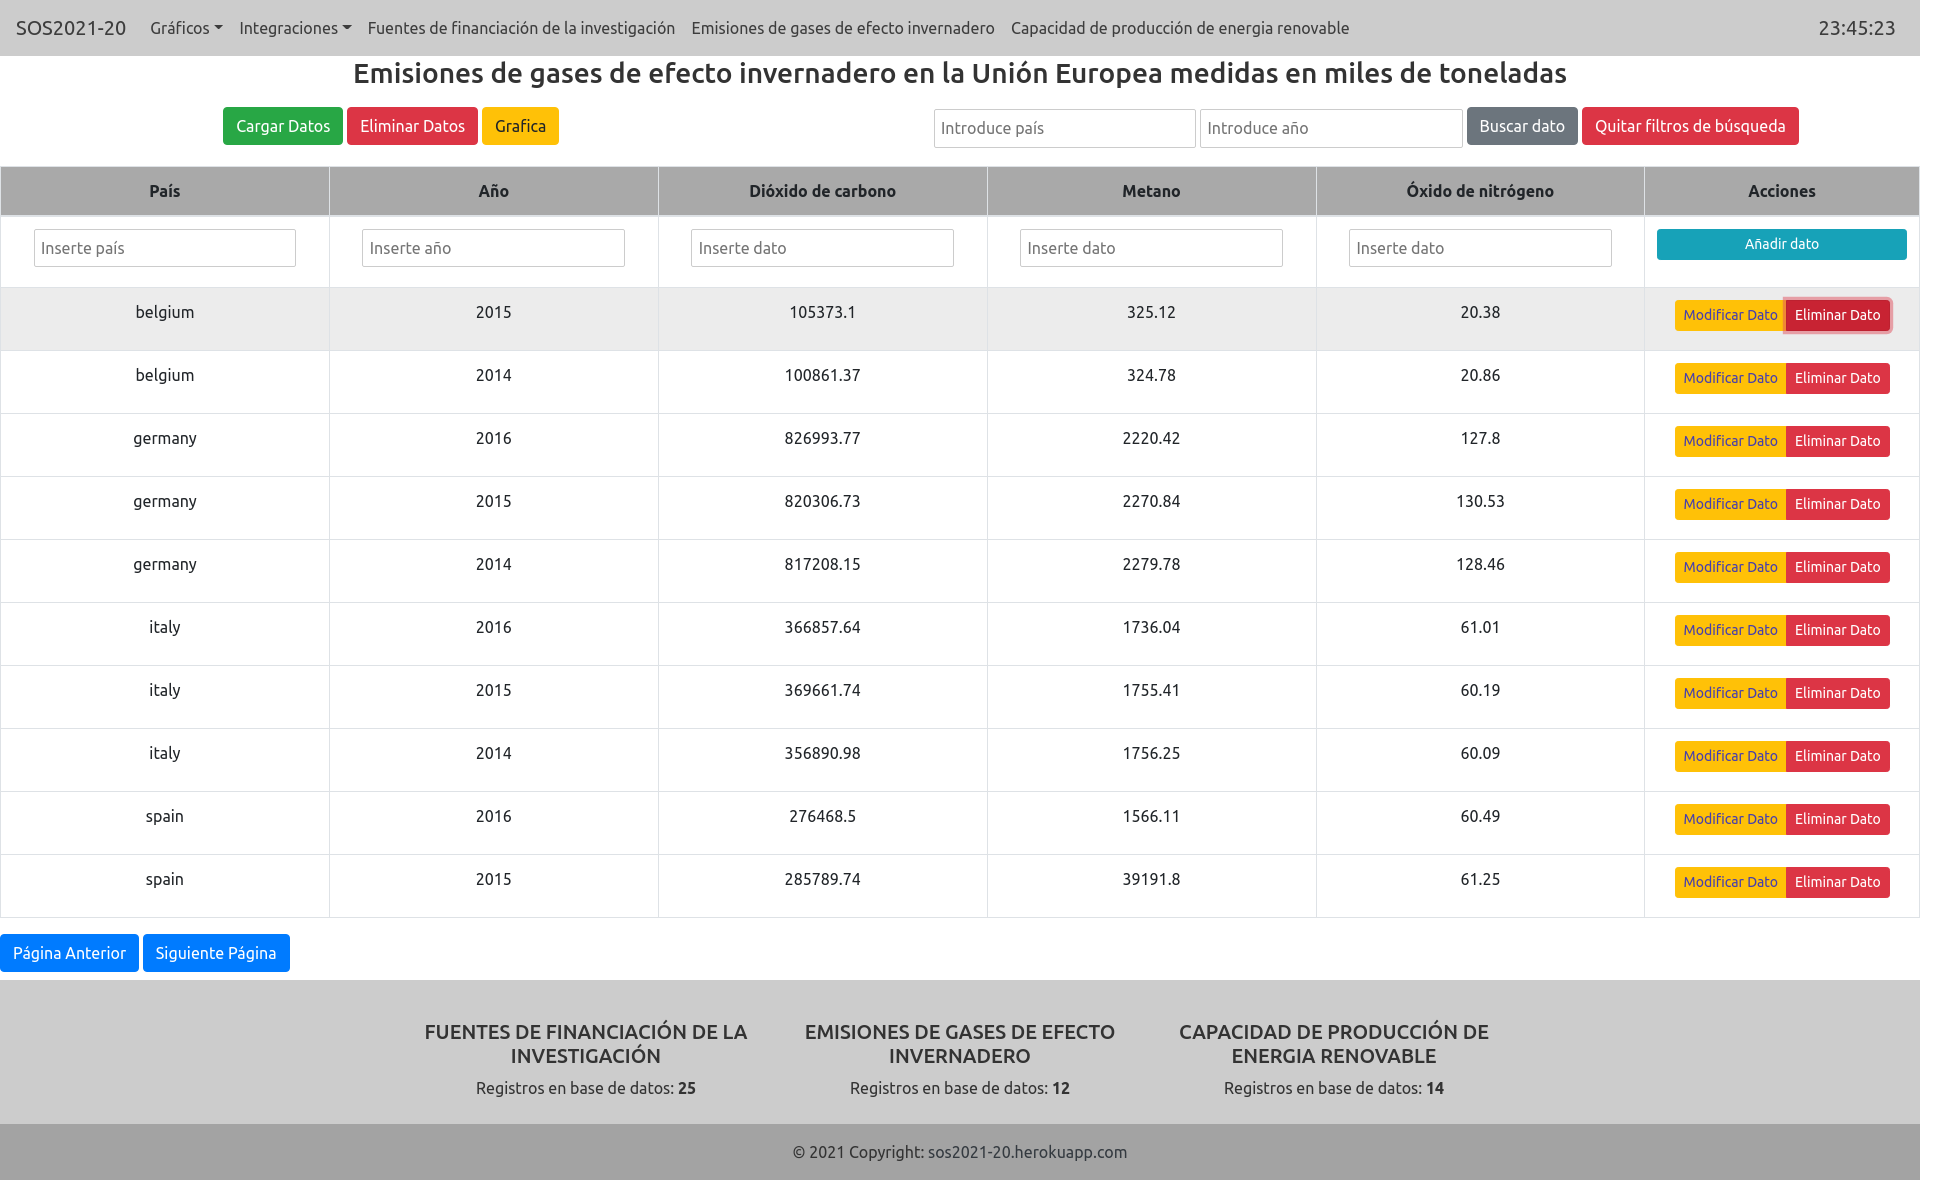 SOS2021-20 Gráficos Integraciones Fuentes de financiación de la investigación Emisiones de gases de efecto invernadero Capacidad de producción de energia renovable 23:45:23
Emisiones de gases de efecto invernadero en la Unión Europea medidas en miles de toneladas
Cargar Datos Eliminar Datos Grafica Introduce país Introduce año Buscar dato Quitar filtros de búsqueda
País Año Dióxido de carbono Metano Óxido de nitrógeno Acciones
Inserte país Inserte año Inserte dato Inserte dato Inserte dato Añadir dato
belgium 2015 105373.1 325.12 20.38 Modificar Dato Eliminar Dato
belgium 2014 100861.37 324.78 20.86 Modificar Dato Eliminar Dato
germany 2016 826993.77 2220.42 127.8 Modificar Dato Eliminar Dato
germany 2015 820306.73 2270.84 130.53 Modificar Dato Eliminar Dato
germany 2014 817208.15 2279.78 128.46 Modificar Dato Eliminar Dato
italy 2016 366857.64 1736.04 61.01 Modificar Dato Eliminar Dato
italy 2015 369661.74 1755.41 60.19 Modificar Dato Eliminar Dato
italy 2014 356890.98 1756.25 60.09 Modificar Dato Eliminar Dato
spain 2016 276468.5 1566.11 60.49 Modificar Dato Eliminar Dato
spain 2015 285789.74 39191.8 61.25 Modificar Dato Eliminar Dato
Página Anterior Siguiente Página
FUENTES DE FINANCIACIÓN DE LA
INVESTIGACIÓN
Registros en base de datos: 25
EMISIONES DE GASES DE EFECTO
INVERNADERO
Registros en base de datos: 12
CAPACIDAD DE PRODUCCIÓN DE
ENERGIA RENOVABLE
Registros en base de datos: 14
© 2021 Copyright: sos2021-20.herokuapp.com